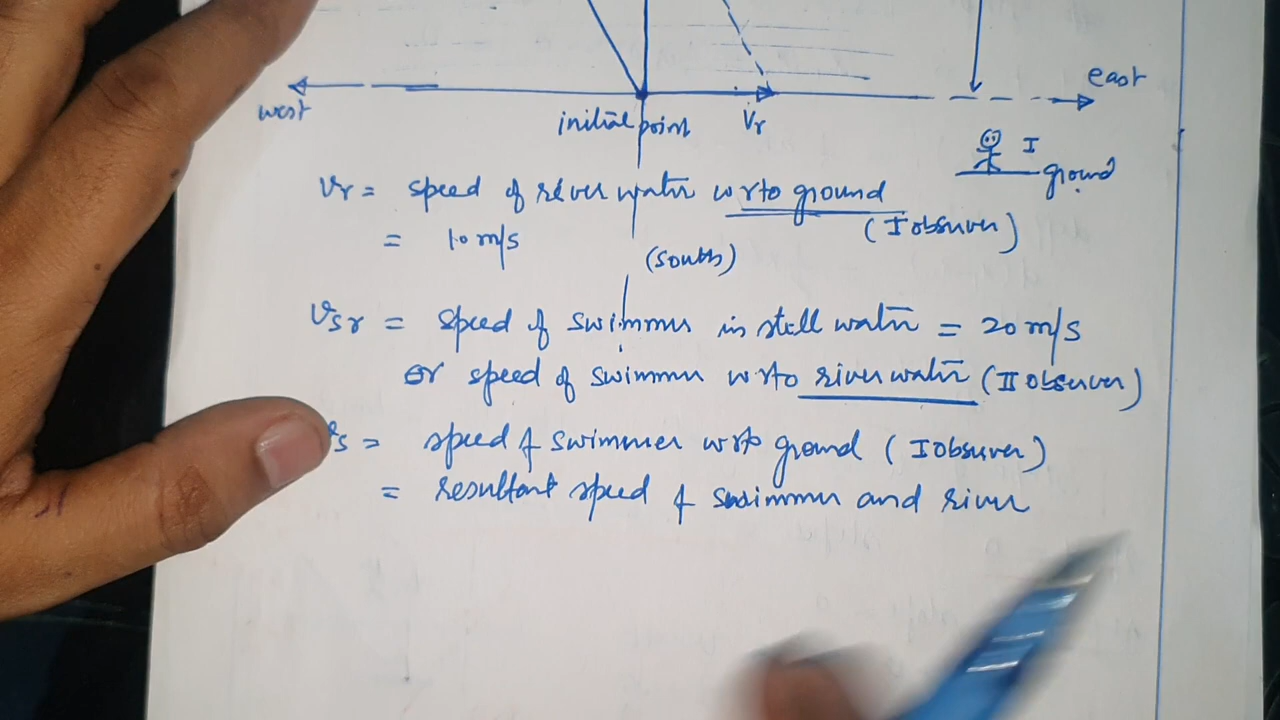 east
west
initial point
Vr
I
ground
Vr = speed of river water w r to ground
(I observer)
= 10 m/s
(South)
Vsr = speed of swimmer in still water = 20 m/s
or speed of swimmer w r to river water (II observer)
s = speed of swimmer w r to ground (I observer)
= resultant speed of swimmer and river